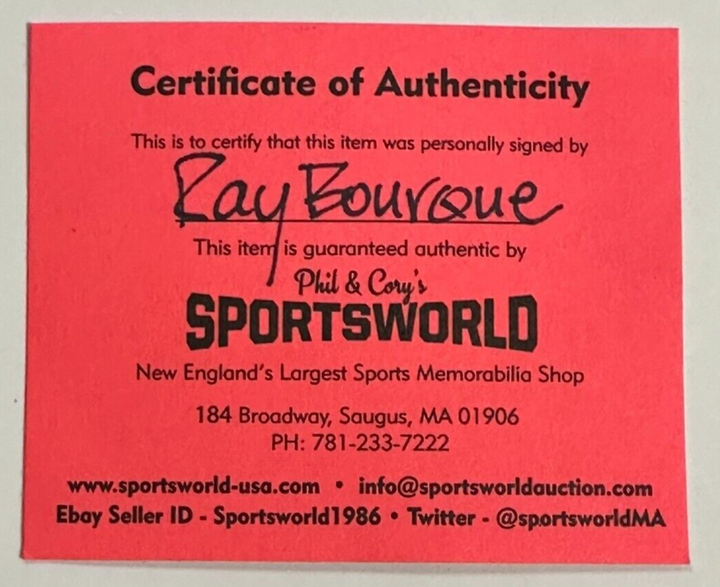 Certificate of Authenticity
This is to certify that this item was personally signed by
Ray Bourque
This item is guaranteed authentic by
Phil & Cory's
SPORTSWORLD
New England's Largest Sports Memorabilia Shop
184 Broadway, Saugus, MA 01906
PH: 781-233-7222
www.sportsworld-usa.com • info@sportsworldauction.com
Ebay Seller ID - Sportsworld1986 • Twitter - @sportsworldMA